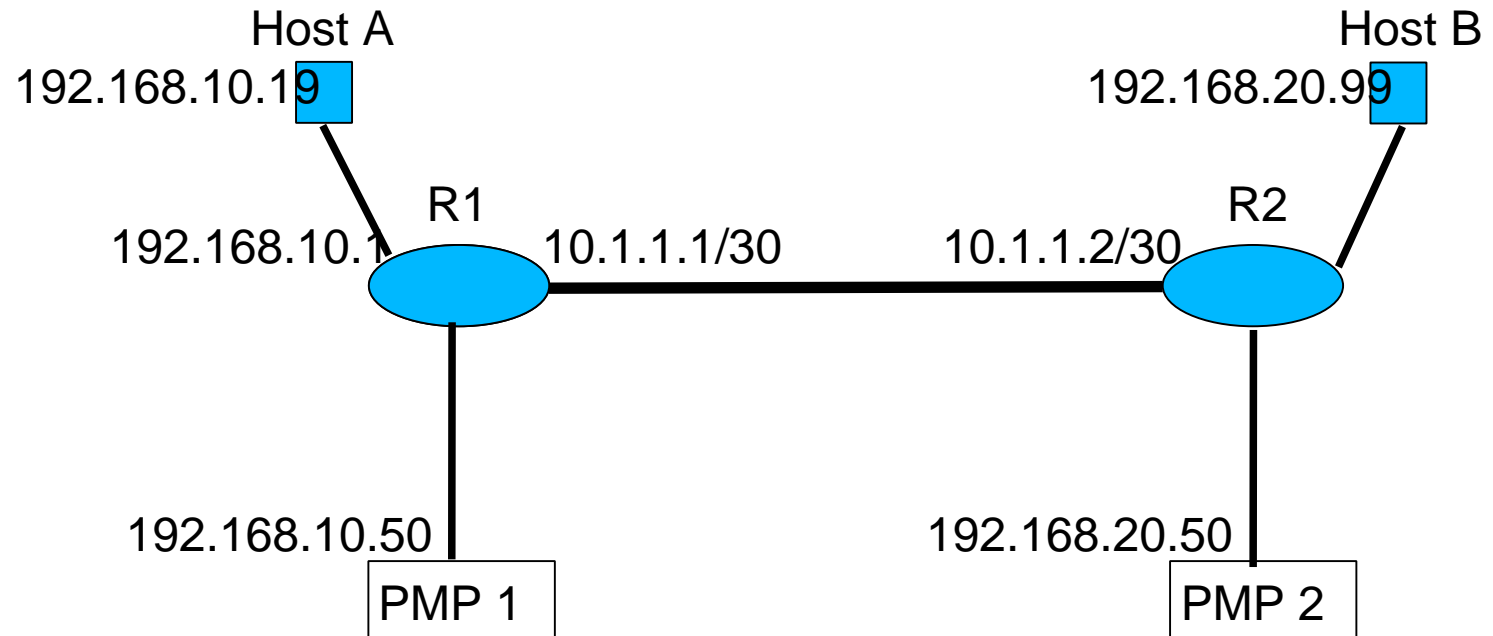 Host A
Host B
192.168.10.19
192.168.20.99
R1
R2
192.168.10.1
10.1.1.1/30
10.1.1.2/30
192.168.10.50
192.168.20.50
PMP 1
PMP 2